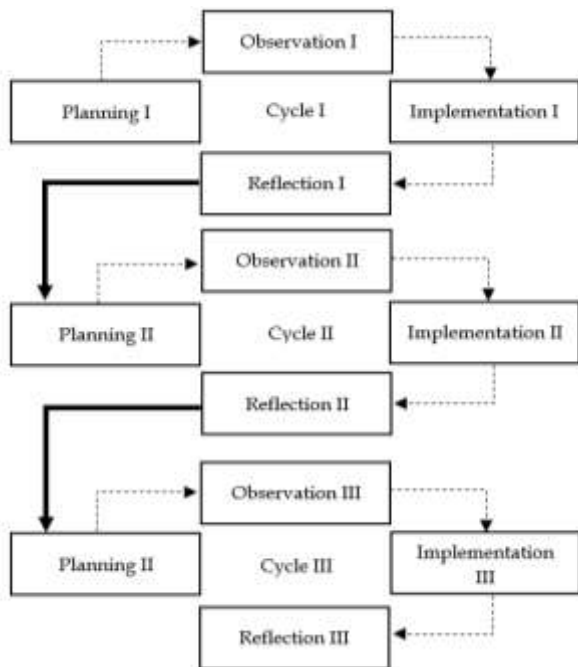 Observation I
Planning I
Cycle I
Implementation I
Reflection I
Observation II
Planning II
Cycle II
Implementation II
Reflection II
Observation III
Planning II
Cycle III
Implementation
III
Reflection III